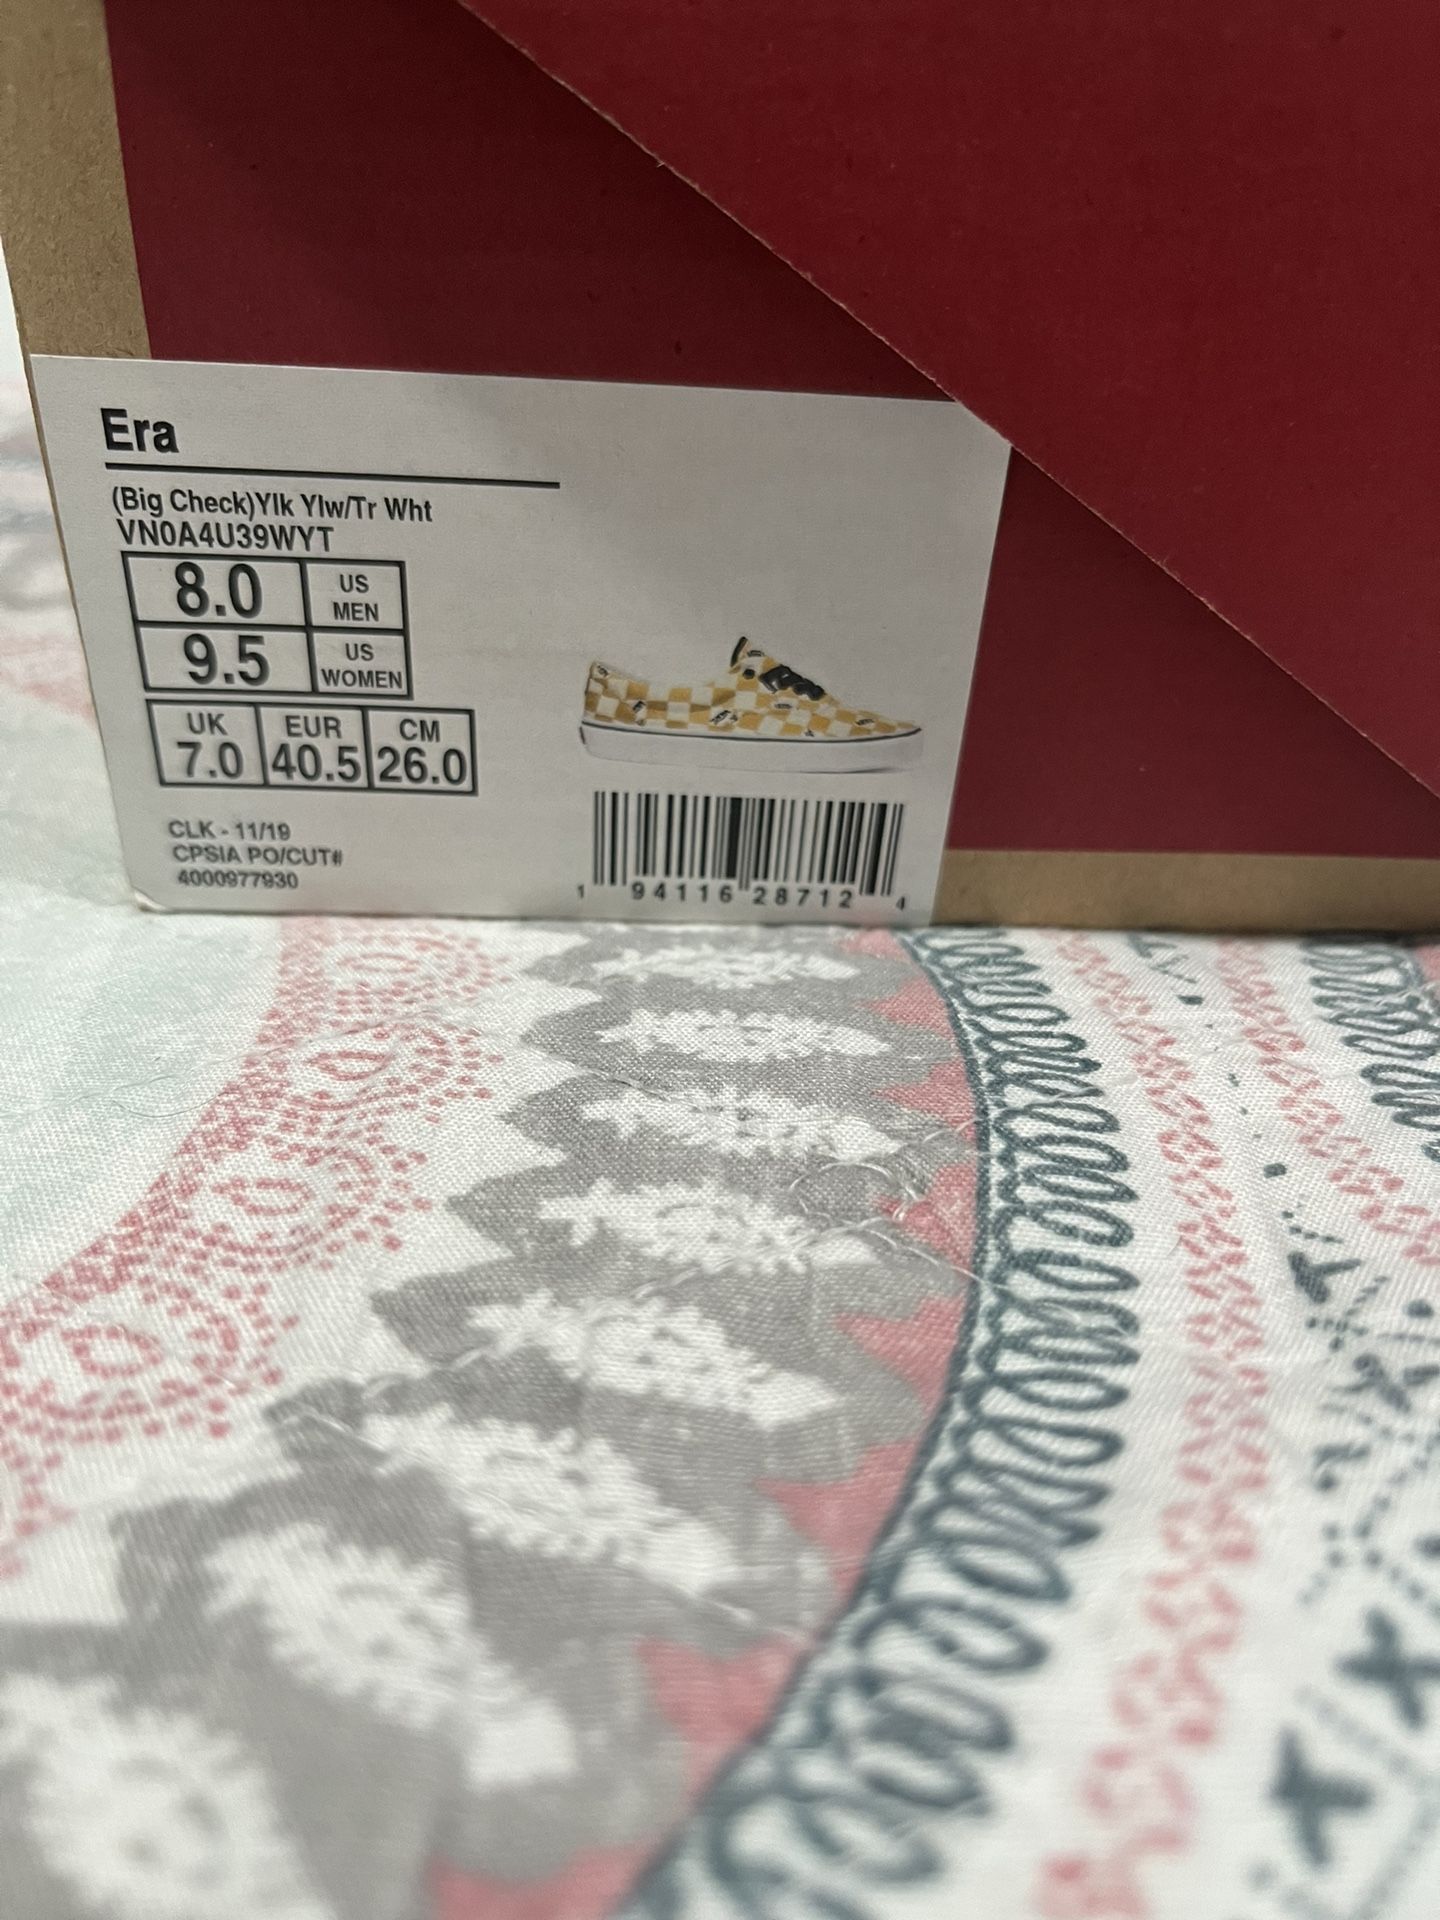 Era
(Big Check)Ylk Ylw/Tr Wht
VN0A4U39WYT
8.0 US MEN
9.5 US WOMEN
UK EUR CM
7.0 40.5 26.0
CLK - 11/19
CPSIA PO/CUT#
4000977930
1 94116 28712 4